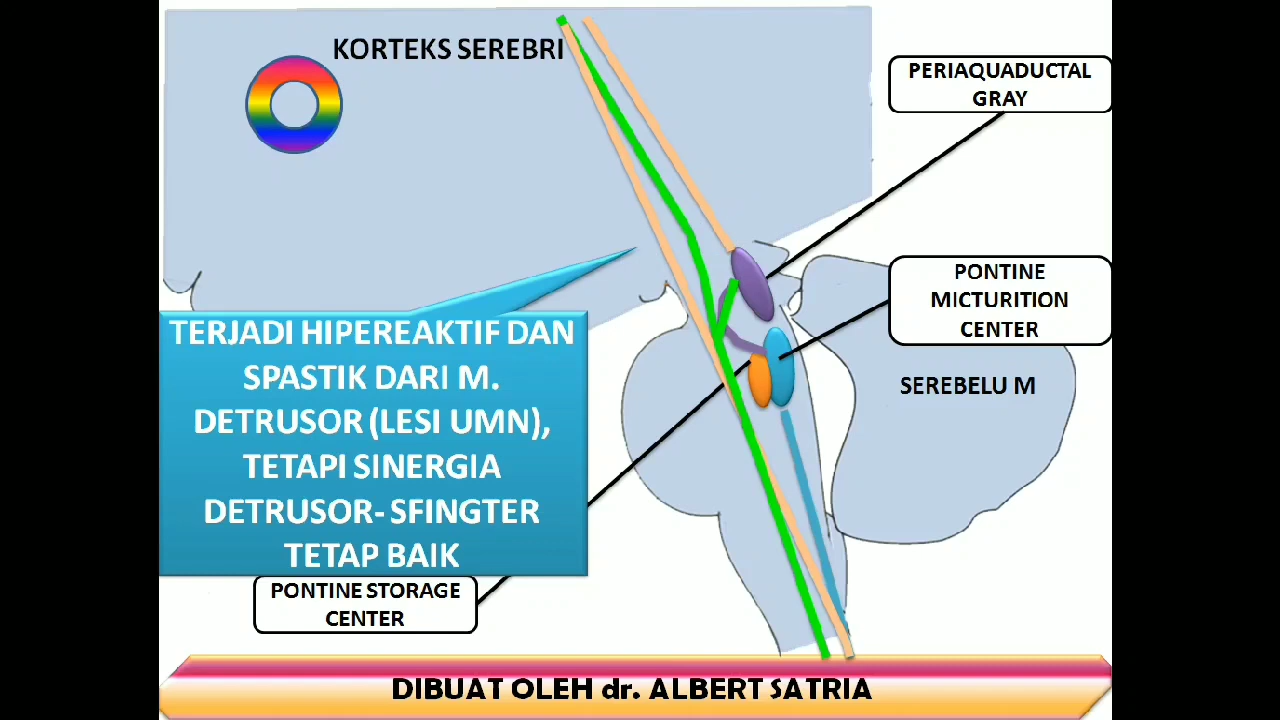 KORTEKS SEREBRI
PERIAQUADUCTAL
GRAY
PONTINE
MICTURITION
CENTER
SEREBELU M
TERJADI HIPEREAKTIF DAN
SPASTIK DARI M.
DETRUSOR (LESI UMN),
TETAPI SINERGIA
DETRUSOR- SFINGTER
TETAP BAIK
PONTINE STORAGE
CENTER
DIBUAT OLEH dr. ALBERT SATRIA